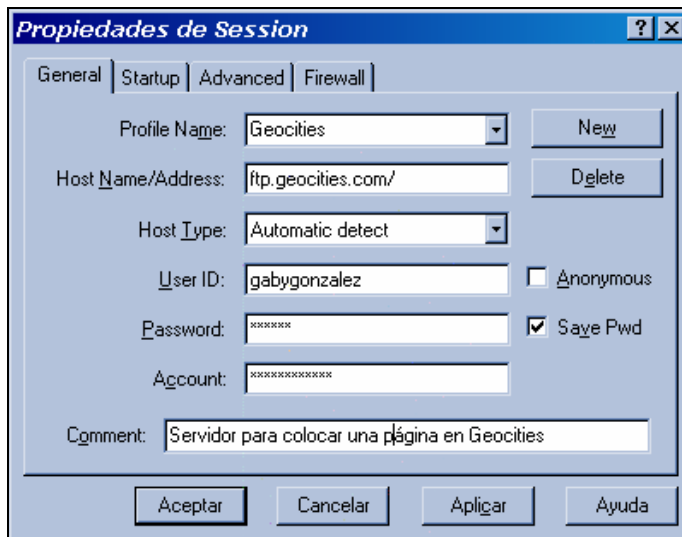 Propiedades de Session
General Startup Advanced Firewall
Profile Name: Geocities New
Host Name/Address: ftp.geocities.com/ Delete
Host Type: Automatic detect
User ID: gabygonzalez Anonymous
Password: ****** Save Pwd
Account: ************
Comment: Servidor para colocar una página en Geocities
Aceptar Cancelar Aplicar Ayuda